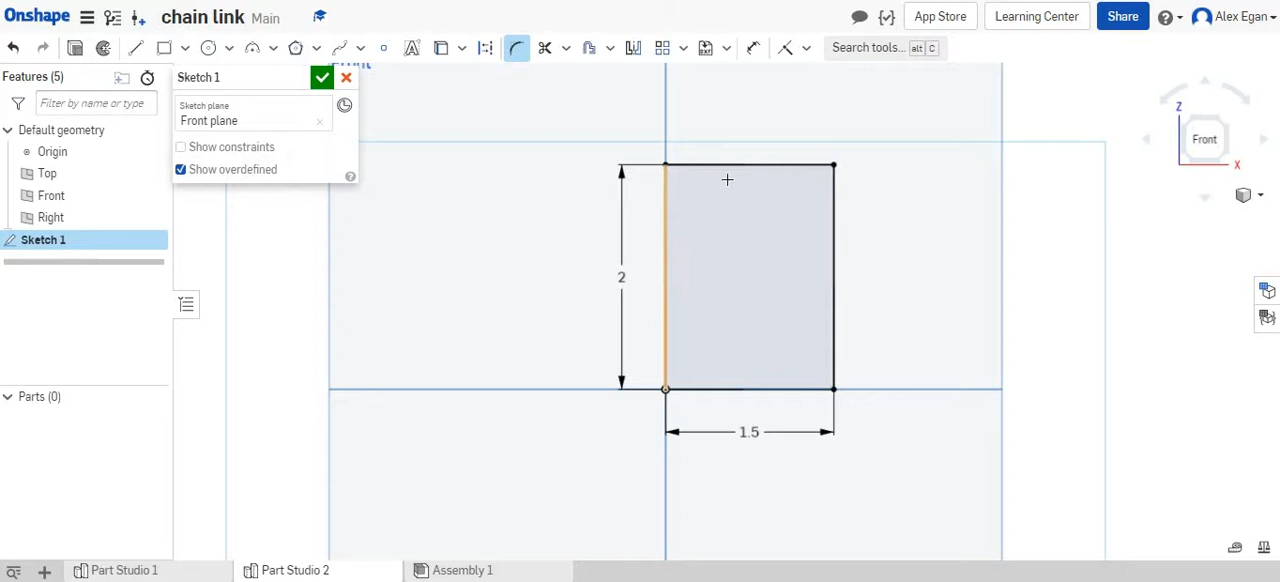 Onshape chain link Main App Store Learning Center Share Alex Egan
Search tools... alt C
Features (5)
Filter by name or type
Default geometry
Origin
Top
Front
Right
Sketch 1
Parts (0)
Sketch 1
Sketch plane
Front plane
Show constraints
Show overdefined
Front
2
1.5
Z
Front
X
Part Studio 1 Part Studio 2 Assembly 1